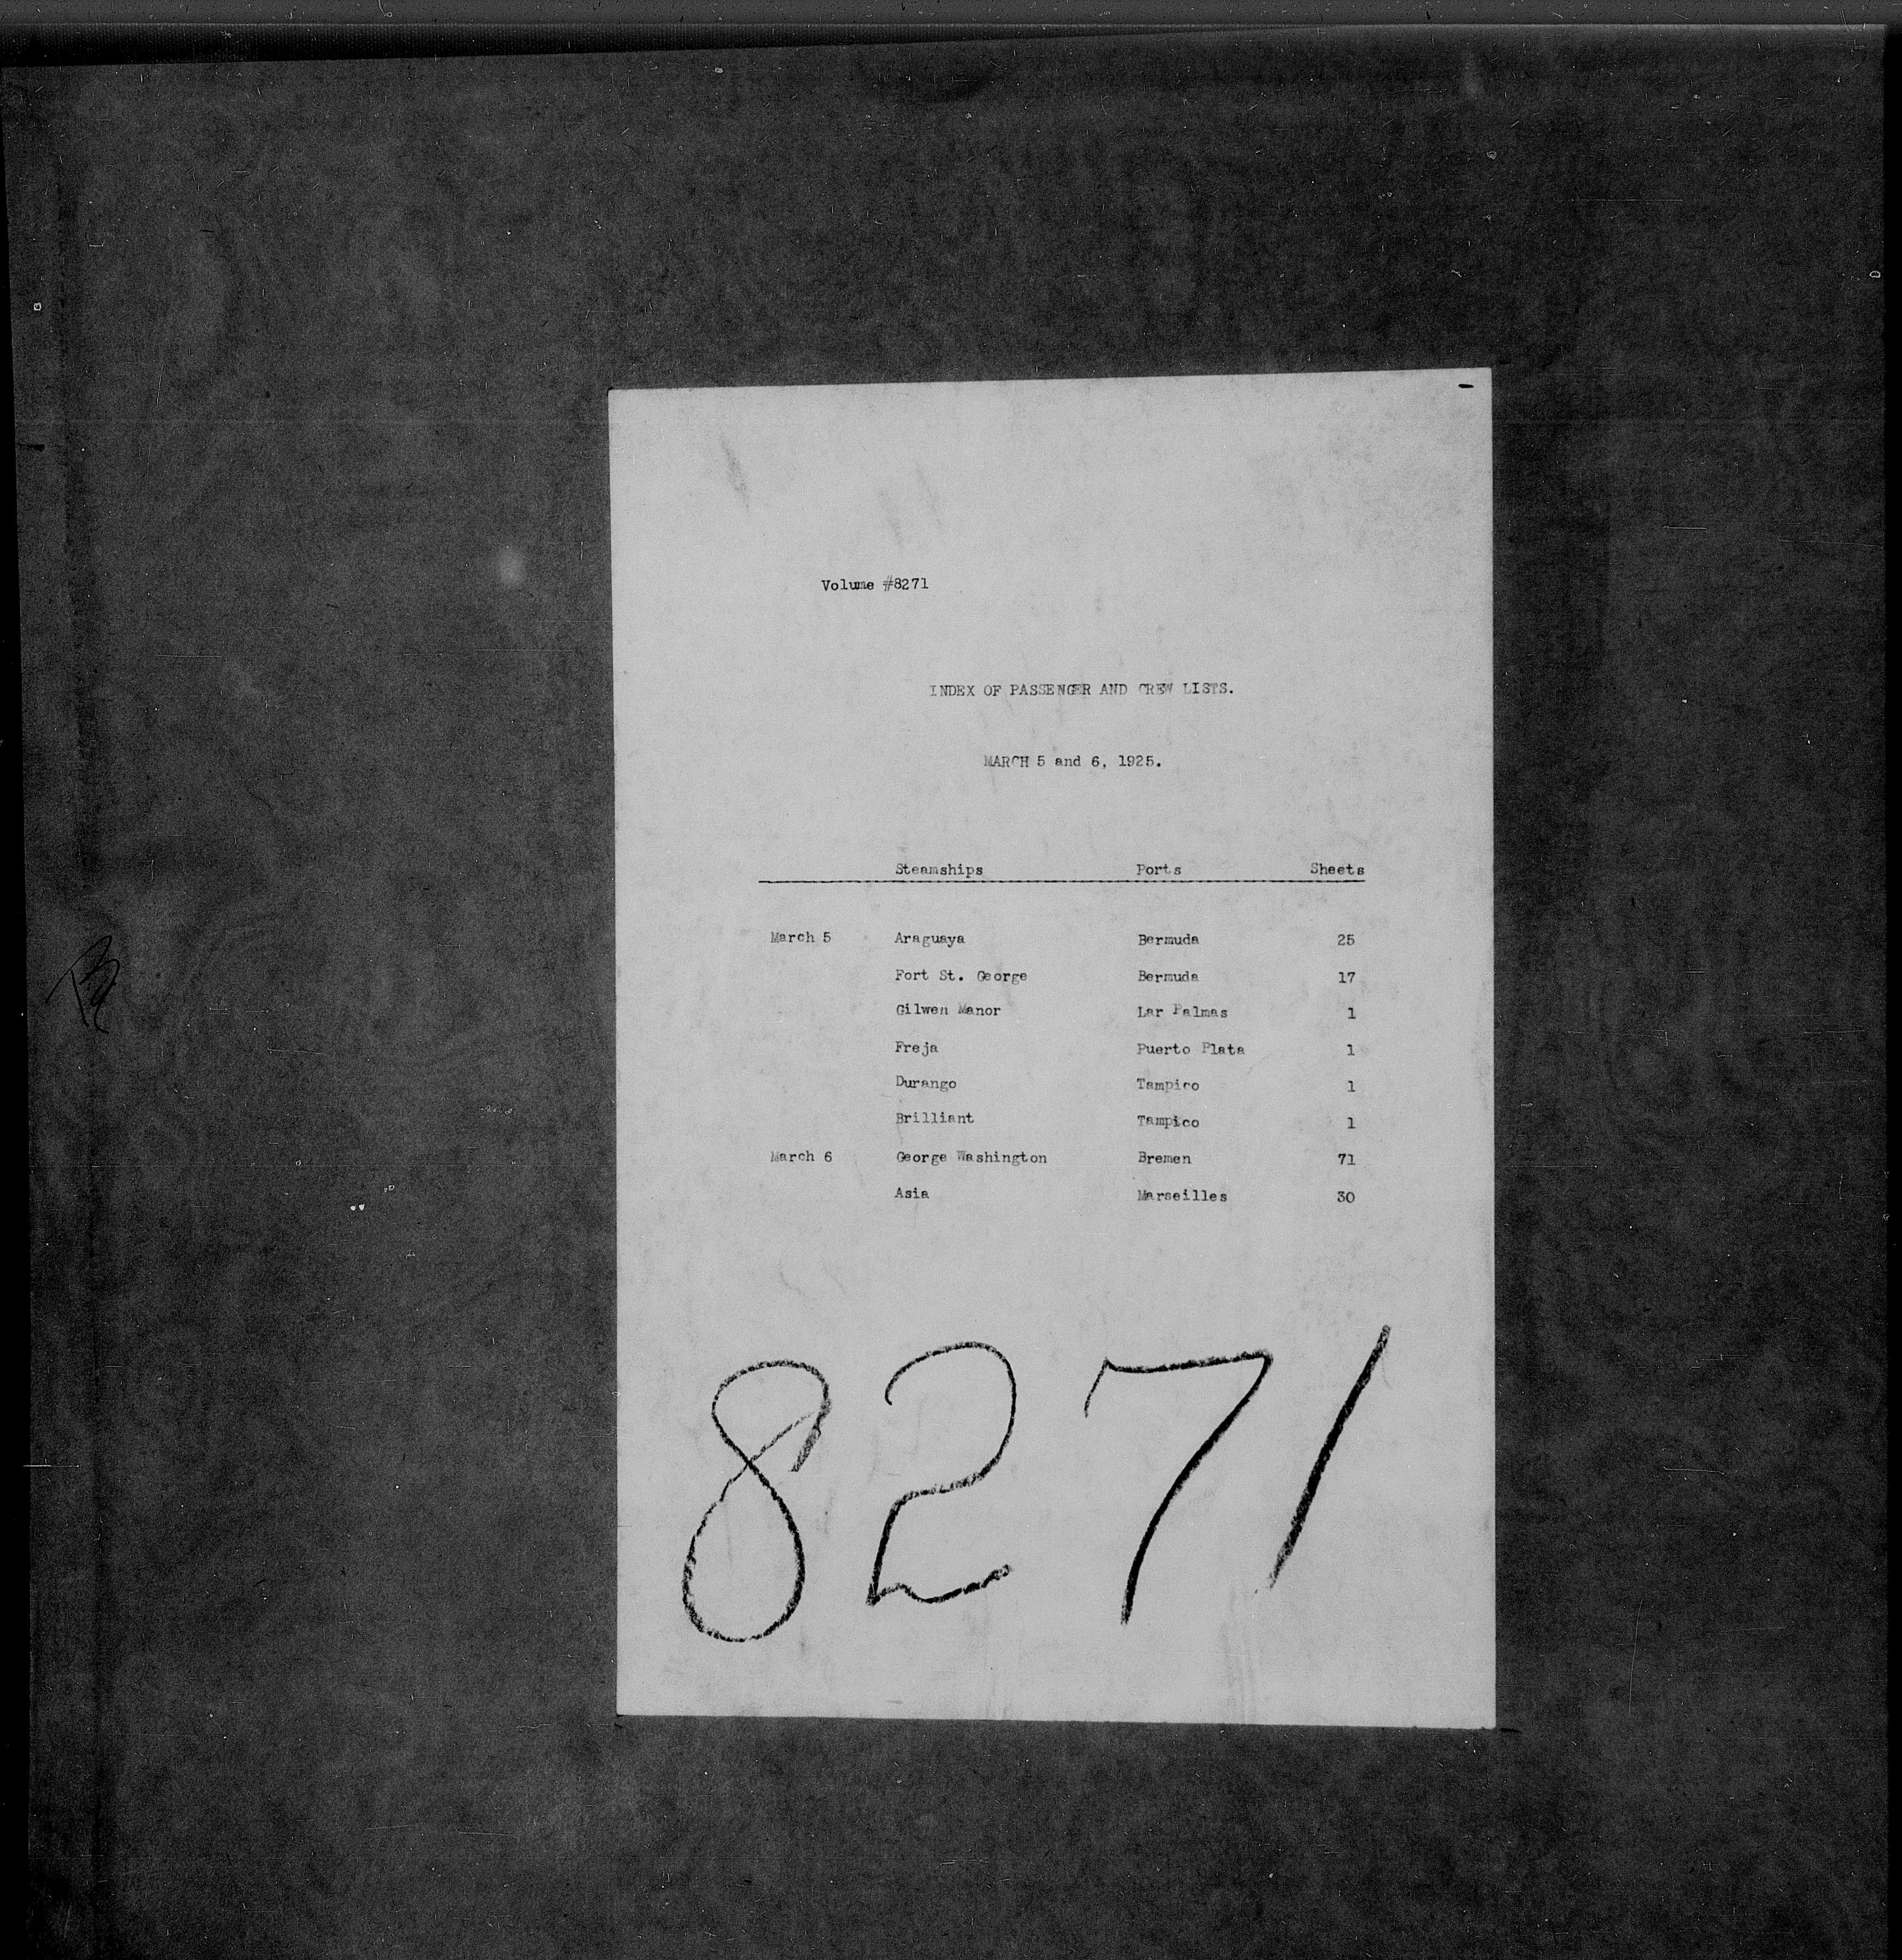 Volume #8271
INDEX OF PASSENGER AND CREW LISTS.
MARCH 5 and 6, 1925.
Steamships Ports Sheets
March 5 Araguaya Bermuda 25
Fort St. George Bermuda 17
Gilwen Manor Lar Palmas 1
Freja Puerto Plata 1
Durango Tampico 1
Brilliant Tampico 1
March 6 George Washington Bremen 71
Asia Marseilles 30
8271